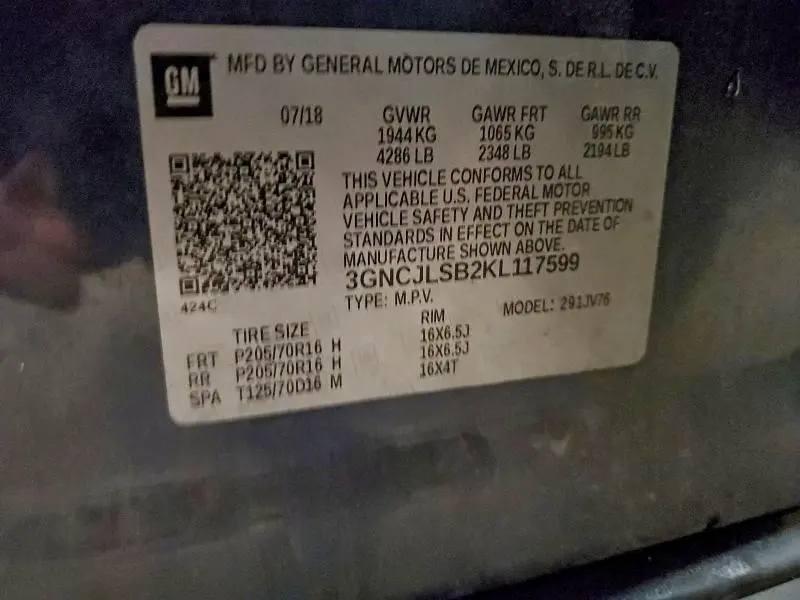 GM
MFD BY GENERAL MOTORS DE MEXICO, S. DE R.L. DE C.V.
07/18 GVWR GAWR FRT GAWR RR
1944 KG 1065 KG 995 KG
4286 LB 2348 LB 2194 LB
THIS VEHICLE CONFORMS TO ALL
APPLICABLE U.S. FEDERAL MOTOR
VEHICLE SAFETY AND THEFT PREVENTION
STANDARDS IN EFFECT ON THE DATE OF
MANUFACTURE SHOWN ABOVE.
3GNCJLSB2KL117599
424C
TYPE: M.P.V. MODEL: 291JV76
TIRE SIZE RIM
FRT P205/70R16 H 16X6.5J
RR P205/70R16 H 16X6.5J
SPA T125/70D16 M 16X4T